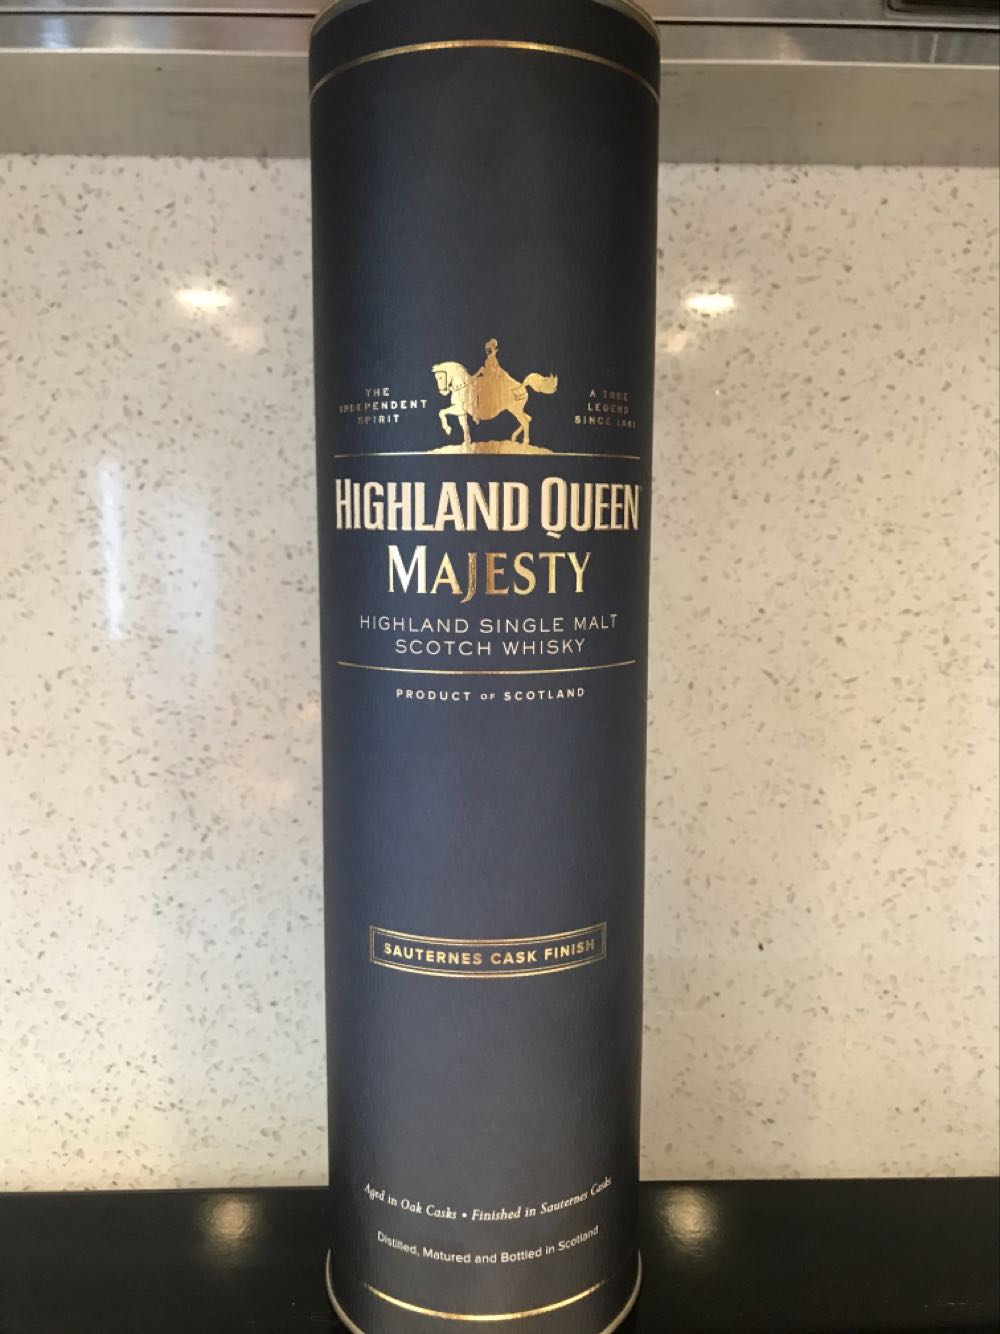 THE
INDEPENDENT
SPIRIT
A TRUE
LEGEND
SINCE 1561
HIGHLAND QUEEN
MAJESTY
HIGHLAND SINGLE MALT
SCOTCH WHISKY
PRODUCT OF SCOTLAND
SAUTERNES CASK FINISH
Aged in Oak Casks • Finished in Sauternes Casks
Distilled, Matured and Bottled in Scotland